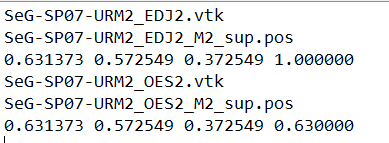 SeG-SP07-URM2_EDJ2.vtk
SeG-SP07-URM2_EDJ2_M2_sup.pos
0.631373 0.572549 0.372549 1.000000
SeG-SP07-URM2_OES2.vtk
SeG-SP07-URM2_OES2_M2_sup.pos
0.631373 0.572549 0.372549 0.630000